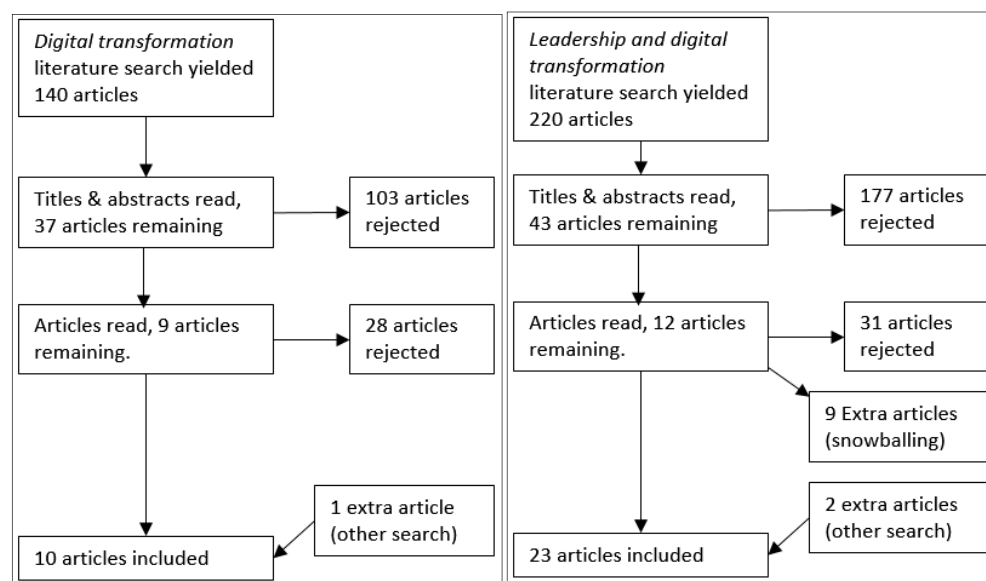 Digital transformation
literature search yielded
140 articles
Titles & abstracts read,
37 articles remaining
103 articles
rejected
Articles read, 9 articles
remaining.
28 articles
rejected
1 extra article
(other search)
10 articles included
Leadership and digital
transformation
literature search yielded
220 articles
Titles & abstracts read,
43 articles remaining
177 articles
rejected
Articles read, 12 articles
remaining.
31 articles
rejected
9 Extra articles
(snowballing)
2 extra articles
(other search)
23 articles included